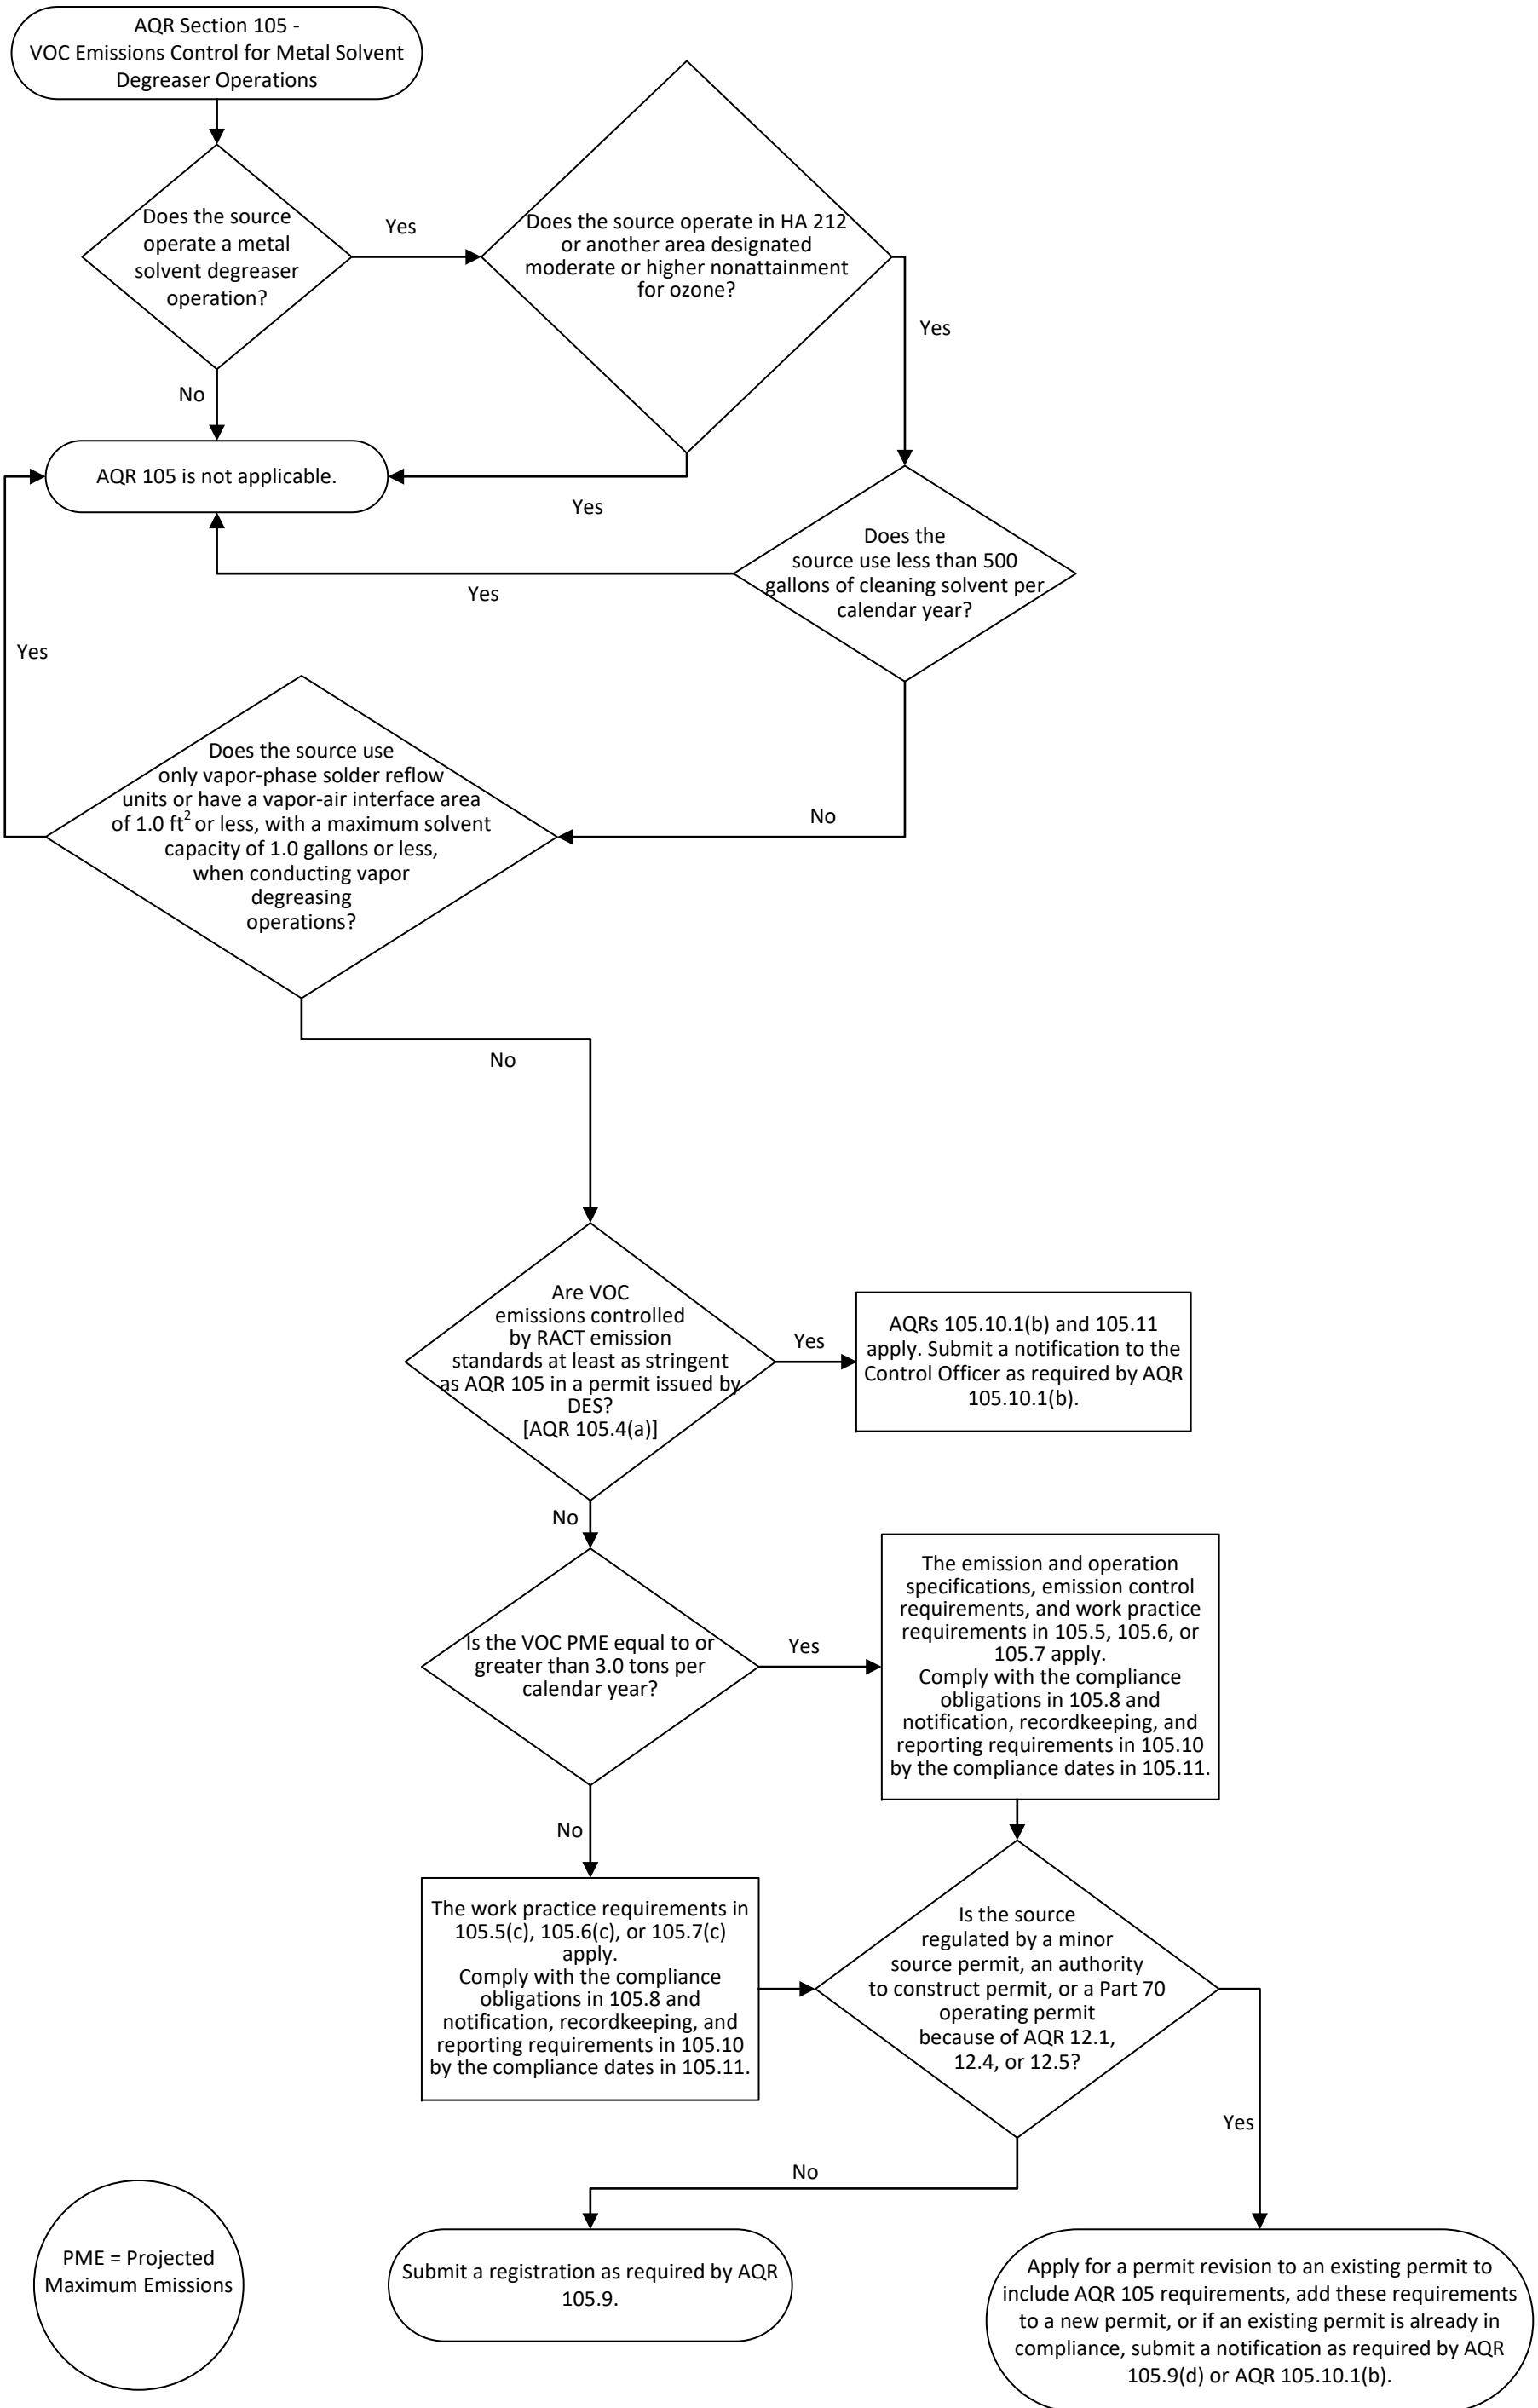 AQR Section 105 -
VOC Emissions Control for Metal Solvent
Degreaser Operations
Does the source
operate a metal
solvent degreaser
operation?
Yes
Does the source operate in HA 212
or another area designated
moderate or higher nonattainment
for ozone?
Yes
No
AQR 105 is not applicable.
Yes
Does the
source use less than 500
gallons of cleaning solvent per
calendar year?
Yes
Yes
No
Does the source use
only vapor-phase solder reflow
units or have a vapor-air interface area
of 1.0 ft² or less, with a maximum solvent
capacity of 1.0 gallons or less,
when conducting vapor
degreasing
operations?
No
Are VOC
emissions controlled
by RACT emission
standards at least as stringent
as AQR 105 in a permit issued by
DES?
[AQR 105.4(a)]
Yes
AQRs 105.10.1(b) and 105.11
apply. Submit a notification to the
Control Officer as required by AQR
105.10.1(b).
No
Is the VOC PME equal to or
greater than 3.0 tons per
calendar year?
Yes
The emission and operation
specifications, emission control
requirements, and work practice
requirements in 105.5, 105.6, or
105.7 apply.
Comply with the compliance
obligations in 105.8 and
notification, recordkeeping, and
reporting requirements in 105.10
by the compliance dates in 105.11.
No
The work practice requirements in
105.5(c), 105.6(c), or 105.7(c)
apply.
Comply with the compliance
obligations in 105.8 and
notification, recordkeeping, and
reporting requirements in 105.10
by the compliance dates in 105.11.
Is the source
regulated by a minor
source permit, an authority
to construct permit, or a Part 70
operating permit
because of AQR 12.1,
12.4, or 12.5?
Yes
No
PME = Projected
Maximum Emissions
Submit a registration as required by AQR
105.9.
Apply for a permit revision to an existing permit to
include AQR 105 requirements, add these requirements
to a new permit, or if an existing permit is already in
compliance, submit a notification as required by AQR
105.9(d) or AQR 105.10.1(b).